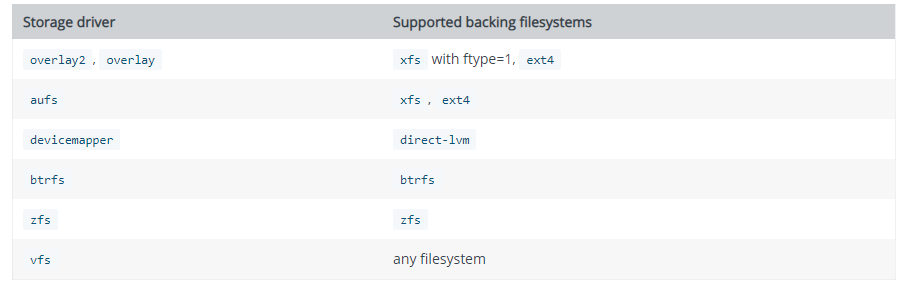 Storage driver Supported backing filesystems
overlay2 , overlay xfs with ftype=1, ext4
aufs xfs , ext4
devicemapper direct-lvm
btrfs btrfs
zfs zfs
vfs any filesystem